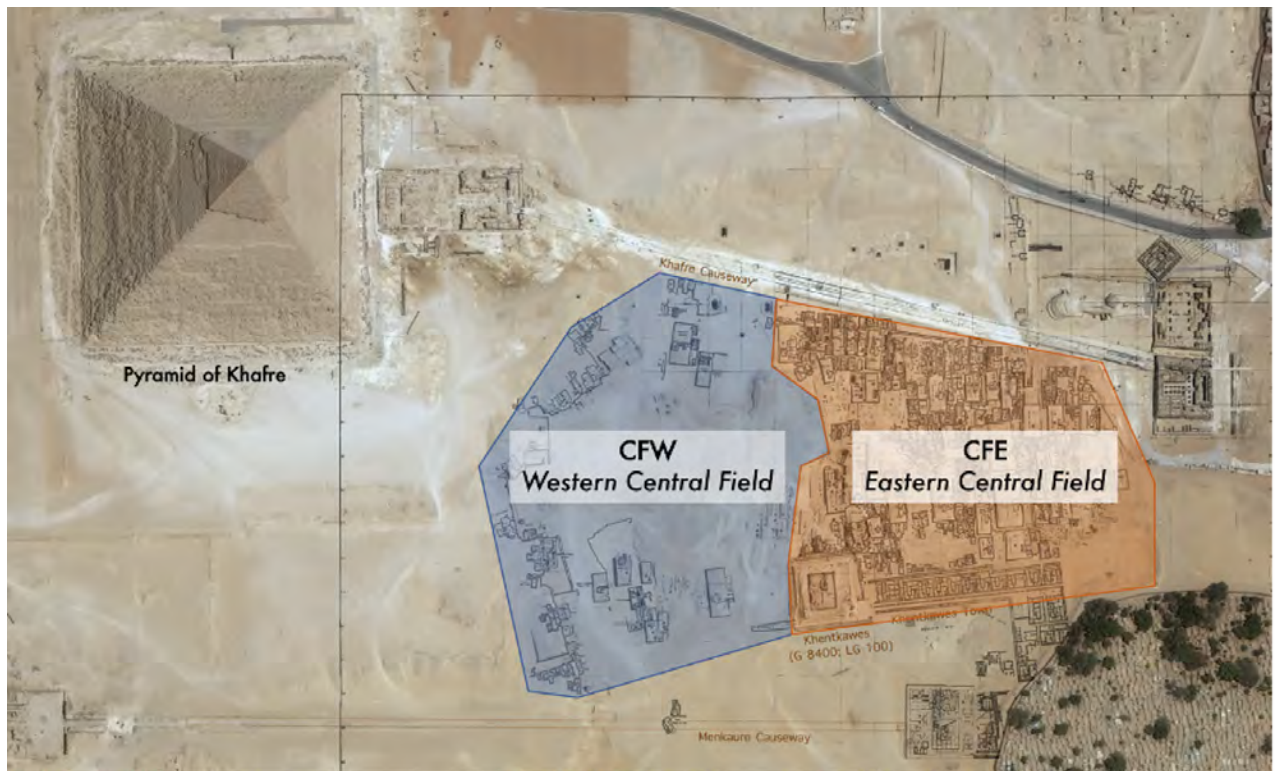 Khafre Causeway
Pyramid of Khafre
CFW
Western Central Field
CFE
Eastern Central Field
Khentkawes Town
Khentkawes
(G 8400; LG 100)
Menkaure Causeway